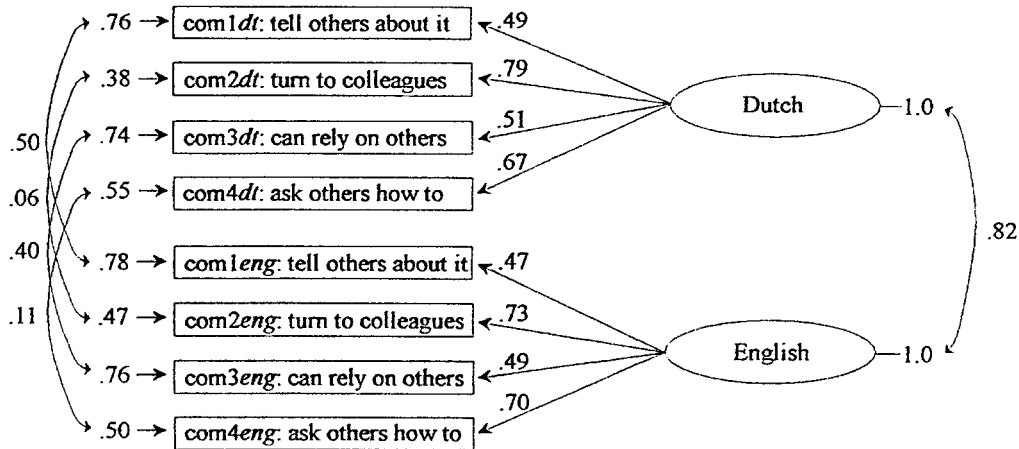 .76 com1dt: tell others about it .49
.38 com2dt: turn to colleagues .79
Dutch 1.0
.50 .74 com3dt: can rely on others .51
.06 .55 com4dt: ask others how to .67
.82
.40 .78 com1eng: tell others about it .47
.11 .47 com2eng: turn to colleagues .73
English 1.0
.76 com3eng: can rely on others .49
.50 com4eng: ask others how to .70